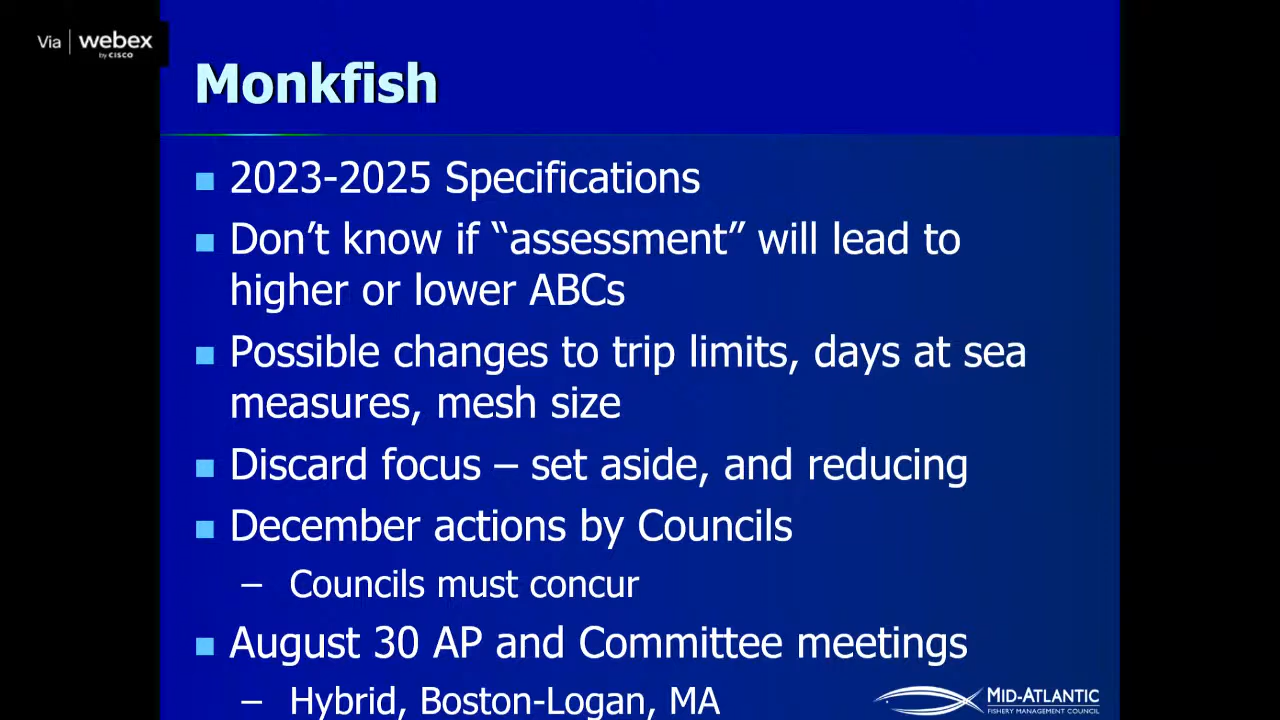 Via | webex
by CISCO
Monkfish
2023-2025 Specifications
Don’t know if “assessment” will lead to
higher or lower ABCs
Possible changes to trip limits, days at sea
measures, mesh size
Discard focus – set aside, and reducing
December actions by Councils
– Councils must concur
August 30 AP and Committee meetings
– Hybrid, Boston-Logan, MA
MID-ATLANTIC
FISHERY MANAGEMENT COUNCIL